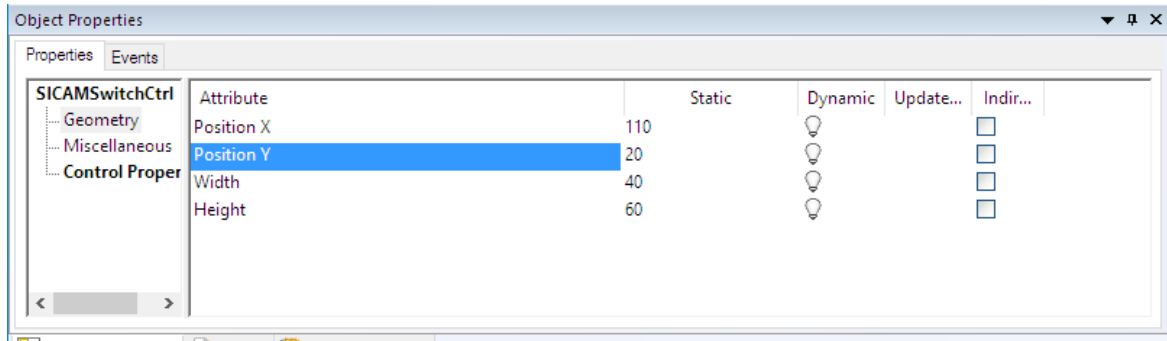 Object Properties
Properties Events
SICAMSwitchCtrl
Geometry
Miscellaneous
Control Proper
Attribute Static Dynamic Update... Indir...
Position X 110
Position Y 20
Width 40
Height 60